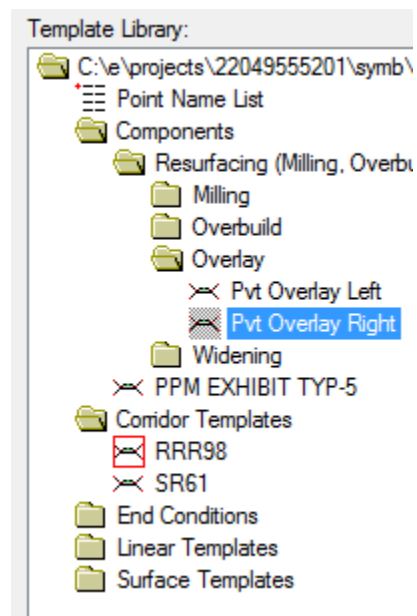 Template Library:
C:\e\projects\22049555201\symb\
Point Name List
Components
Resurfacing (Milling, Overbu
Milling
Overbuild
Overlay
Pvt Overlay Left
Pvt Overlay Right
Widening
PPM EXHIBIT TYP-5
Corridor Templates
RRR98
SR61
End Conditions
Linear Templates
Surface Templates